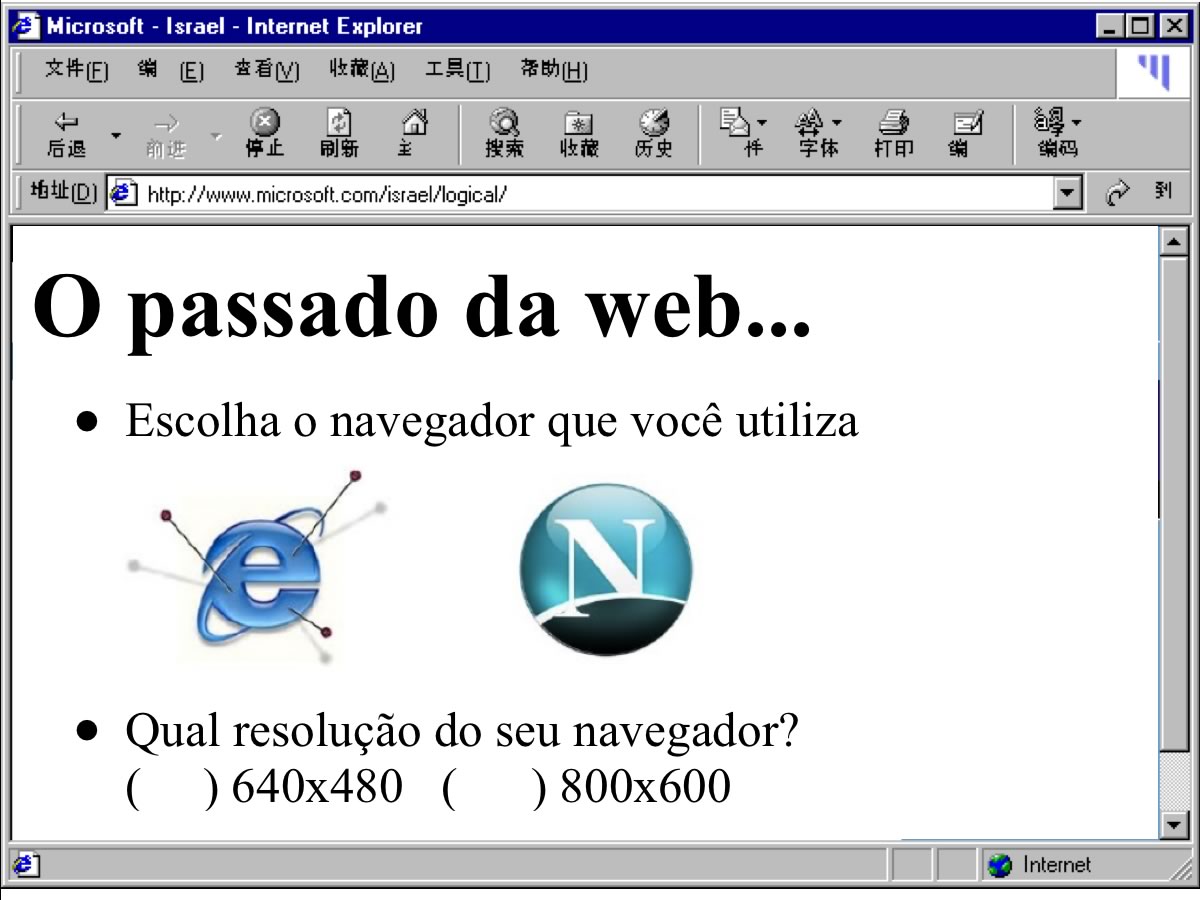 Microsoft - Israel - Internet Explorer
文件(F) 编 (E) 查看(V) 收藏(A) 工具(T) 帮助(H)
后退 前进 停止 刷新 主 搜索 收藏 历史 件 字体 打印 编 编码
地址(D) http://www.microsoft.com/israel/logical/ 到
O passado da web...
• Escolha o navegador que você utiliza
e N
• Qual resolução do seu navegador?
( ) 640x480 ( ) 800x600
Internet